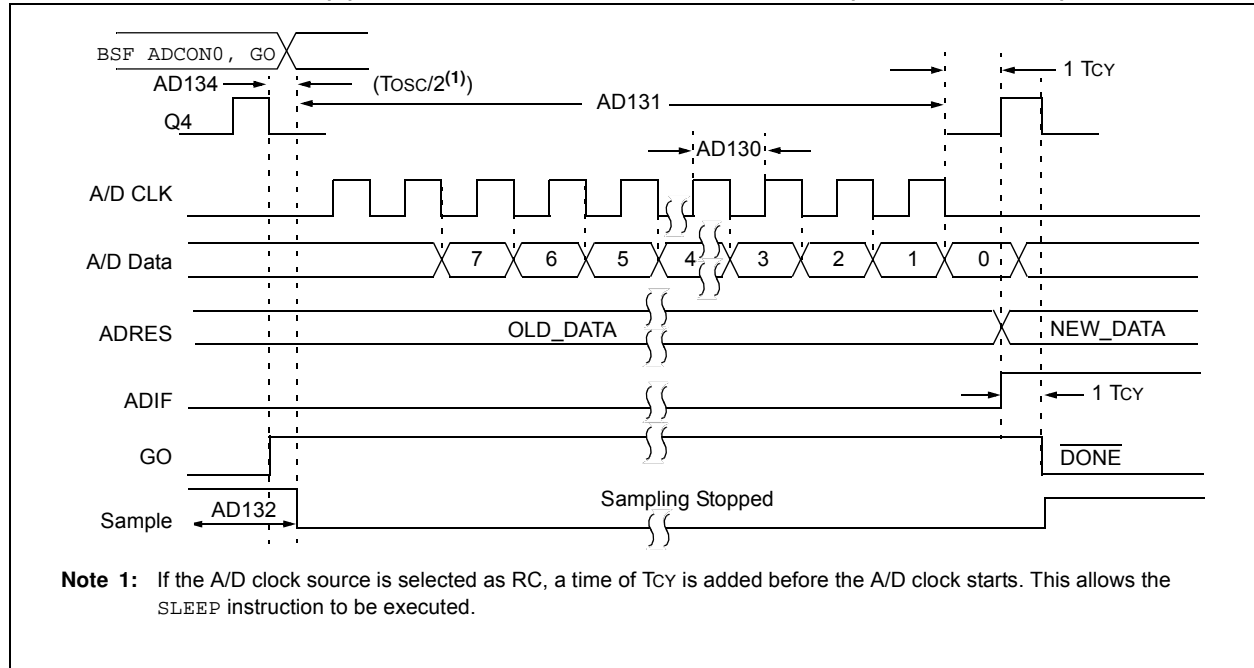 BSF ADCON0, GO
AD134 (TOSC/2(1)) 1 TCY
AD131
Q4
AD130
A/D CLK
A/D Data 7 6 5 4 3 2 1 0
ADRES OLD_DATA NEW_DATA
ADIF 1 TCY
GO DONE
Sampling Stopped
Sample AD132
Note 1: If the A/D clock source is selected as RC, a time of TCY is added before the A/D clock starts. This allows the
SLEEP instruction to be executed.